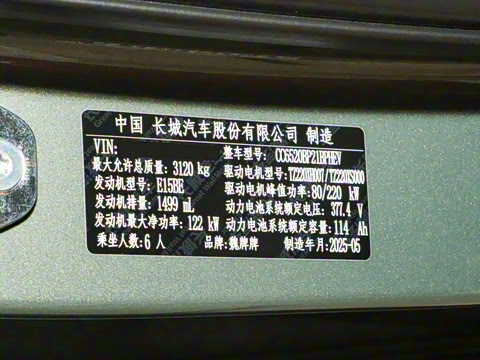 中国 长城汽车股份有限公司 制造
VIN: 整车型号: CC6520BP21BPHEV
最大允许总质量: 3120 kg 驱动电机型号: TZ220XH007/TZ220XS000
发动机型号: E15BE 驱动电机峰值功率: 80/220 kW
发动机排量: 1499 mL 动力电池系统额定电压: 377.4 V
发动机最大净功率: 122 kW 动力电池系统额定容量: 114 Ah
乘坐人数: 6 人 品牌: 魏牌牌 制造年月: 2025-05